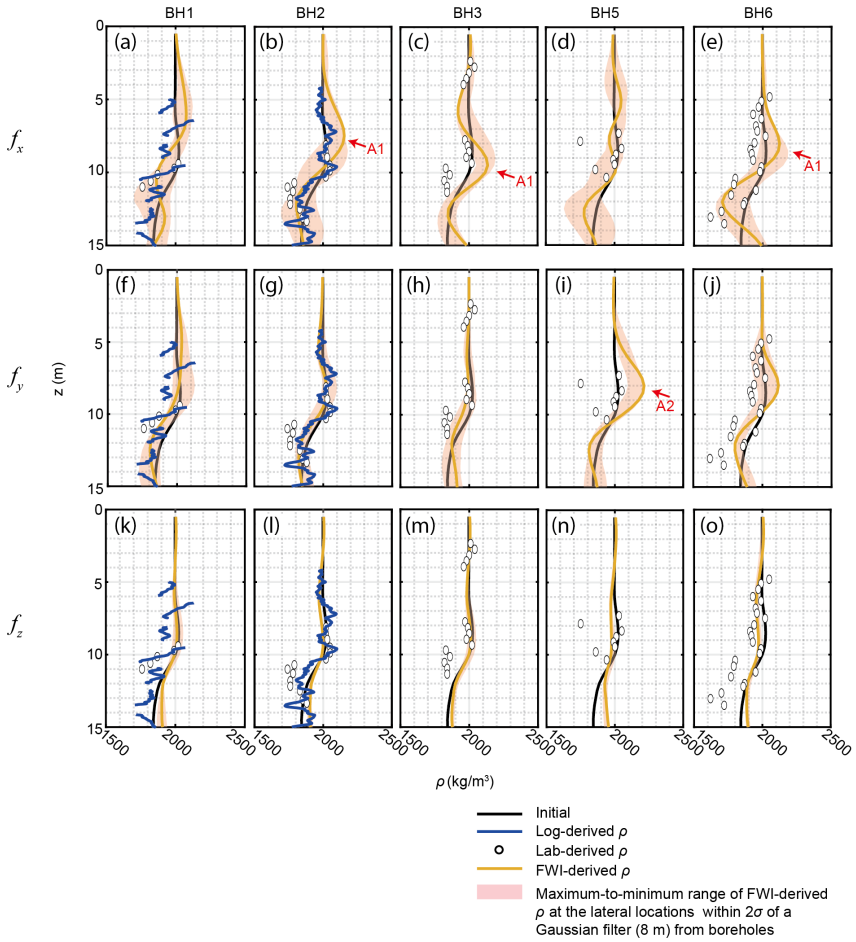 BH1 BH2 BH3 BH5 BH6
0
5
10
15
(a) (b) (c) (d) (e)
fx
A1 A1 A1
0
5
10
15
(f) (g) (h) (i) (j)
fy
z (m)
A2
0
5
10
15
(k) (l) (m) (n) (o)
fz
1500 2000 2500 1500 2000 2500 1500 2000 2500 1500 2000 2500 1500 2000 2500
ρ (kg/m³)
Initial
Log-derived ρ
Lab-derived ρ
FWI-derived ρ
Maximum-to-minimum range of FWI-derived
ρ at the lateral locations within 2σ of a
Gaussian filter (8 m) from boreholes